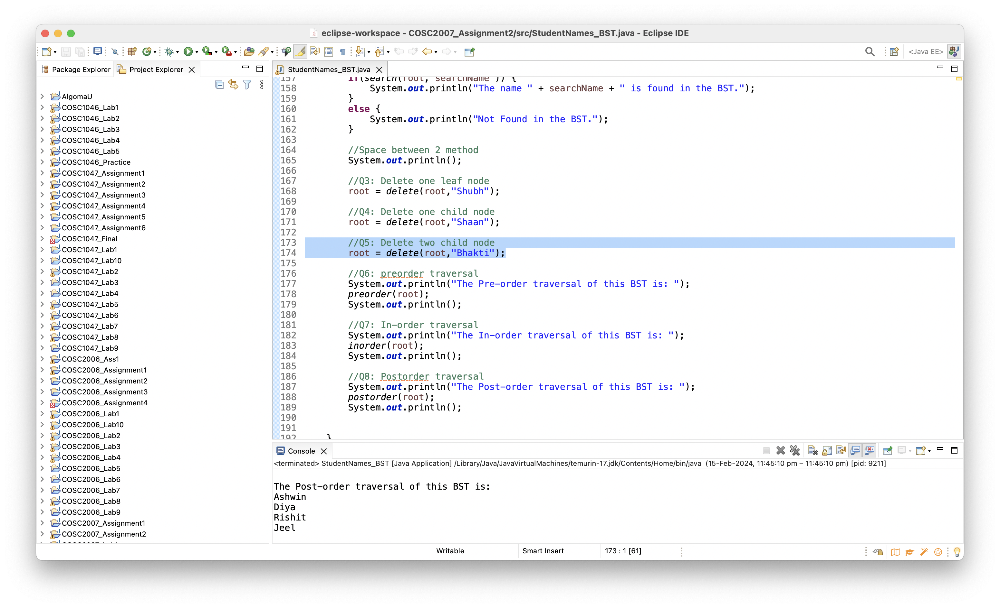 eclipse-workspace - COSC2007_Assignment2/src/StudentNames_BST.java - Eclipse IDE
<Java EE>
Package Explorer
Project Explorer
AlgomaU
COSC1046_Lab1
COSC1046_Lab2
COSC1046_Lab3
COSC1046_Lab4
COSC1046_Lab5
COSC1046_Practice
COSC1047_Assignment1
COSC1047_Assignment2
COSC1047_Assignment3
COSC1047_Assignment4
COSC1047_Assignment5
COSC1047_Assignment6
COSC1047_Final
COSC1047_Lab1
COSC1047_Lab10
COSC1047_Lab2
COSC1047_Lab3
COSC1047_Lab4
COSC1047_Lab5
COSC1047_Lab6
COSC1047_Lab7
COSC1047_Lab8
COSC1047_Lab9
COSC2006_Ass1
COSC2006_Assignment1
COSC2006_Assignment2
COSC2006_Assignment3
COSC2006_Assignment4
COSC2006_Lab1
COSC2006_Lab10
COSC2006_Lab2
COSC2006_Lab3
COSC2006_Lab4
COSC2006_Lab5
COSC2006_Lab6
COSC2006_Lab7
COSC2006_Lab8
COSC2006_Lab9
COSC2007_Assignment1
COSC2007_Assignment2
StudentNames_BST.java
157 if(search(root, searchName )) {
158 System.out.println("The name " + searchName + " is found in the BST.");
159 }
160 else {
161 System.out.println("Not Found in the BST.");
162 }
163
164 //Space between 2 method
165 System.out.println();
166
167 //Q3: Delete one leaf node
168 root = delete(root,"Shubh");
169
170 //Q4: Delete one child node
171 root = delete(root,"Shaan");
172
173 //Q5: Delete two child node
174 root = delete(root,"Bhakti");
175
176 //Q6: preorder traversal
177 System.out.println("The Pre-order traversal of this BST is: ");
178 preorder(root);
179 System.out.println();
180
181 //Q7: In-order traversal
182 System.out.println("The In-order traversal of this BST is: ");
183 inorder(root);
184 System.out.println();
185
186 //Q8: Postorder traversal
187 System.out.println("The Post-order traversal of this BST is: ");
188 postorder(root);
189 System.out.println();
190
191
192 }
Console
<terminated> StudentNames_BST [Java Application] /Library/Java/JavaVirtualMachines/temurin-17.jdk/Contents/Home/bin/java (15-Feb-2024, 11:45:10 pm – 11:45:10 pm) [pid: 9211]
The Post-order traversal of this BST is:
Ashwin
Diya
Rishit
Jeel
Writable
Smart Insert
173 : 1 [61]